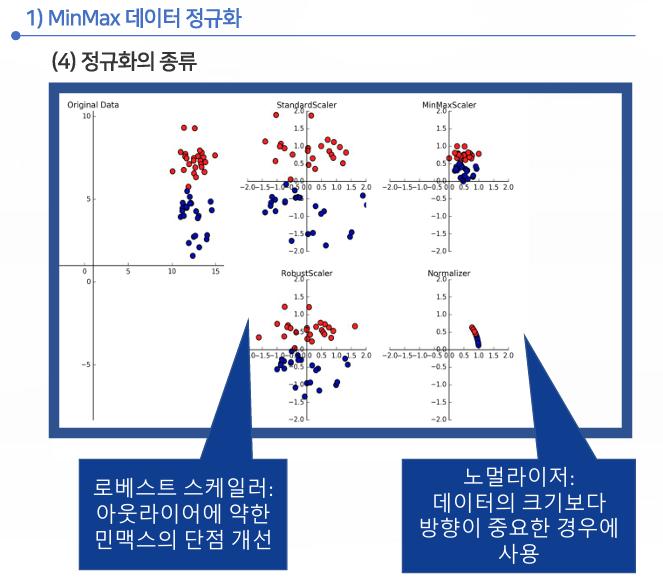 1) MinMax 데이터 정규화
(4) 정규화의 종류
Original Data
10
5
0
−5
0 5 10 15
StandardScaler
2.0
1.5
1.0
0.5
0.0
−0.5
−1.0
−1.5
−2.0
−2.0−1.5−1.0−0.5 0.0 0.5 1.0 1.5 2.0
MinMaxScaler
2.0
1.5
1.0
0.5
0.0
−0.5
−1.0
−1.5
−2.0
−2.0−1.5−1.0−0.5 0.0 0.5 1.0 1.5 2.0
RobustScaler
2.0
1.5
1.0
0.5
0.0
−0.5
−1.0
−1.5
−2.0
−1.5−1.0−0.5 0.0 0.5 1.0 1.5 2.0
Normalizer
2.0
1.5
1.0
0.5
0.0
−0.5
−1.0
−1.5
−2.0
−2.0−1.5−1.0−0.5 0.0 0.5 1.0 1.5 2.0
로베스트 스케일러:
아웃라이어에 약한
민맥스의 단점 개선
노멀라이저:
데이터의 크기보다
방향이 중요한 경우에
사용